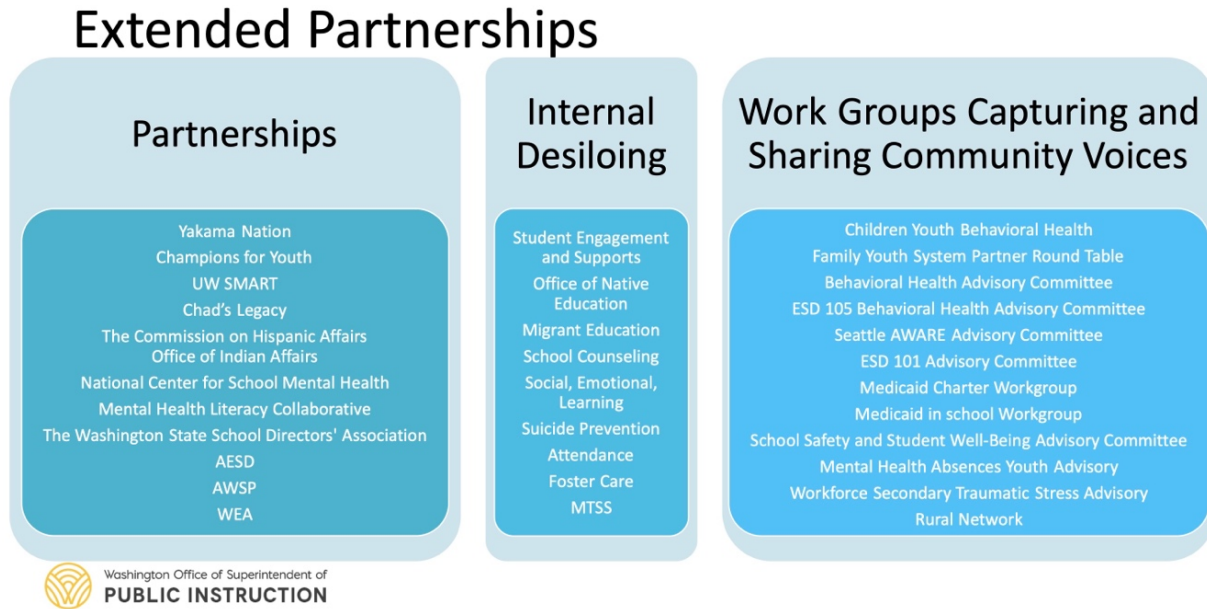 Extended Partnerships
Partnerships
Yakama Nation
Champions for Youth
UW SMART
Chad's Legacy
The Commission on Hispanic Affairs
Office of Indian Affairs
National Center for School Mental Health
Mental Health Literacy Collaborative
The Washington State School Directors' Association
AESD
AWSP
WEA
Internal
Desiloing
Student Engagement
and Supports
Office of Native
Education
Migrant Education
School Counseling
Social, Emotional,
Learning
Suicide Prevention
Attendance
Foster Care
MTSS
Work Groups Capturing and
Sharing Community Voices
Children Youth Behavioral Health
Family Youth System Partner Round Table
Behavioral Health Advisory Committee
ESD 105 Behavioral Health Advisory Committee
Seattle AWARE Advisory Committee
ESD 101 Advisory Committee
Medicaid Charter Workgroup
Medicaid in school Workgroup
School Safety and Student Well-Being Advisory Committee
Mental Health Absences Youth Advisory
Workforce Secondary Traumatic Stress Advisory
Rural Network
Washington Office of Superintendent of
PUBLIC INSTRUCTION